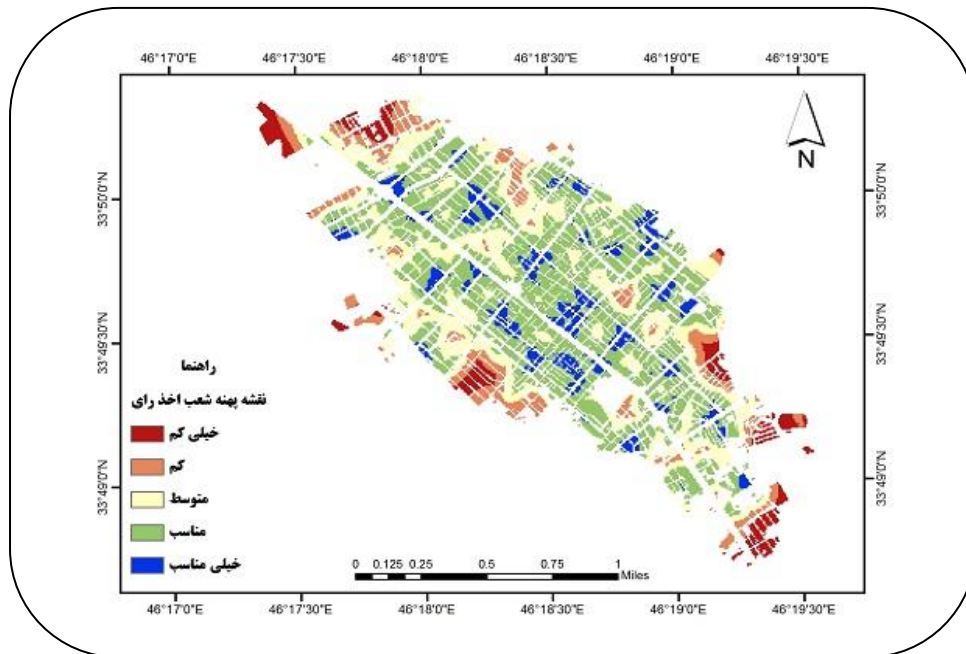 46°17'0"E 46°17'30"E 46°18'0"E 46°18'30"E 46°19'0"E 46°19'30"E
N
33°50'0"N
33°50'0"N
33°49'30"N
33°49'30"N
33°49'0"N
33°49'0"N
راهنما
نقشه پهنه شعب اخذ رای
خیلی کم
کم
متوسط
مناسب
خیلی مناسب
0 0.125 0.25 0.5 0.75 1
Miles
46°17'0"E 46°17'30"E 46°18'0"E 46°18'30"E 46°19'0"E 46°19'30"E